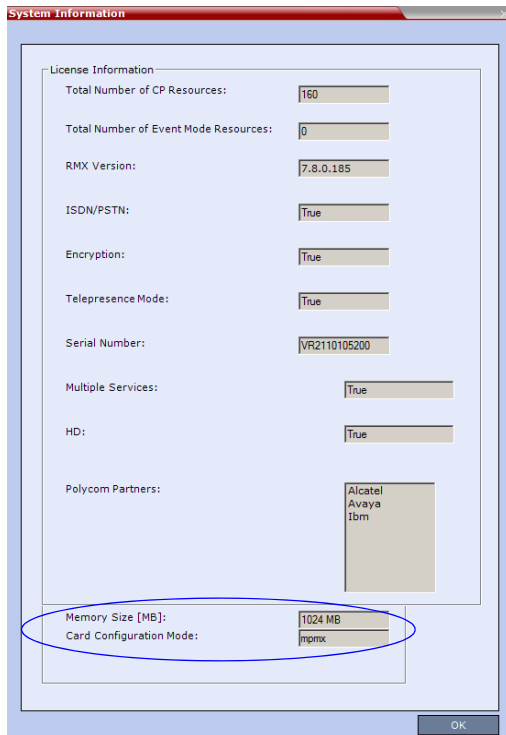 System Information
License Information
Total Number of CP Resources: 160
Total Number of Event Mode Resources: 0
RMX Version: 7.8.0.185
ISDN/PSTN: True
Encryption: True
Telepresence Mode: True
Serial Number: VR2110105200
Multiple Services: True
HD: True
Polycom Partners: Alcatel
Avaya
Ibm
Memory Size [MB]: 1024 MB
Card Configuration Mode: mpmx
OK